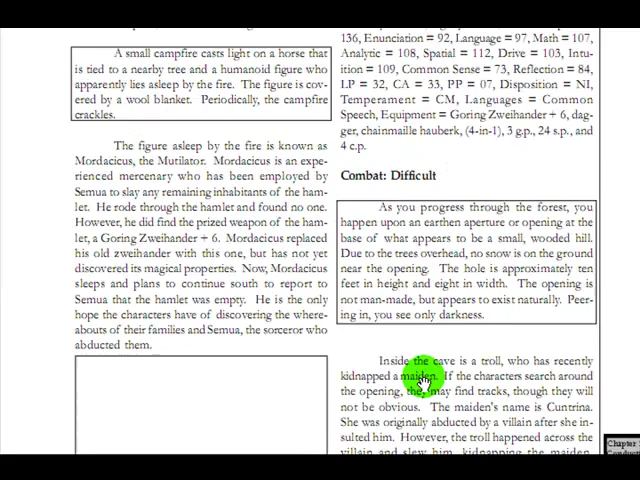 A small campfire casts light on a horse that
is tied to a nearby tree and a humanoid figure who
apparently lies asleep by the fire. The figure is cov-
ered by a wool blanket. Periodically, the campfire
crackles.
The figure asleep by the fire is known as
Mordacicus, the Mutilator. Mordacicus is an expe-
rienced mercenary who has been employed by
Semua to slay any remaining inhabitants of the ham-
let. He rode through the hamlet and found no one.
However, he did find the prized weapon of the ham-
let, a Goring Zweihander + 6. Mordacicus replaced
his old zweihander with this one, but has not yet
discovered its magical properties. Now, Mordacicus
sleeps and plans to continue south to report to
Semua that the hamlet was empty. He is the only
hope the characters have of discovering the where-
abouts of their families and Semua, the sorceror who
abducted them.
136, Enunciation = 92, Language = 97, Math = 107,
Analytic = 108, Spatial = 112, Drive = 103, Intu-
ition = 109, Common Sense = 73, Reflection = 84,
LP = 32, CA = 33, PP = 07, Disposition = NI,
Temperament = CM, Languages = Common
Speech, Equipment = Goring Zweihander + 6, dag-
ger, chainmaille hauberk, (4-in-1), 3 g.p., 24 s.p., and
4 c.p.
Combat: Difficult
As you progress through the forest, you
happen upon an earthen aperture or opening at the
base of what appears to be a small, wooded hill.
Due to the trees overhead, no snow is on the ground
near the opening. The hole is approximately ten
feet in height and eight in width. The opening
is not man-made, but appears to exist naturally. Peer-
ing in, you see only darkness.
Inside the cave is a troll, who has recently
kidnapped a maiden. If the characters search around
the opening, they may find tracks, though they will
not be obvious. The maiden's name is Cuntrina.
She was originally abducted by a villain after she in-
sulted him. However, the troll happened across the
villain and slew him, kidnapping the maiden.
Chapter